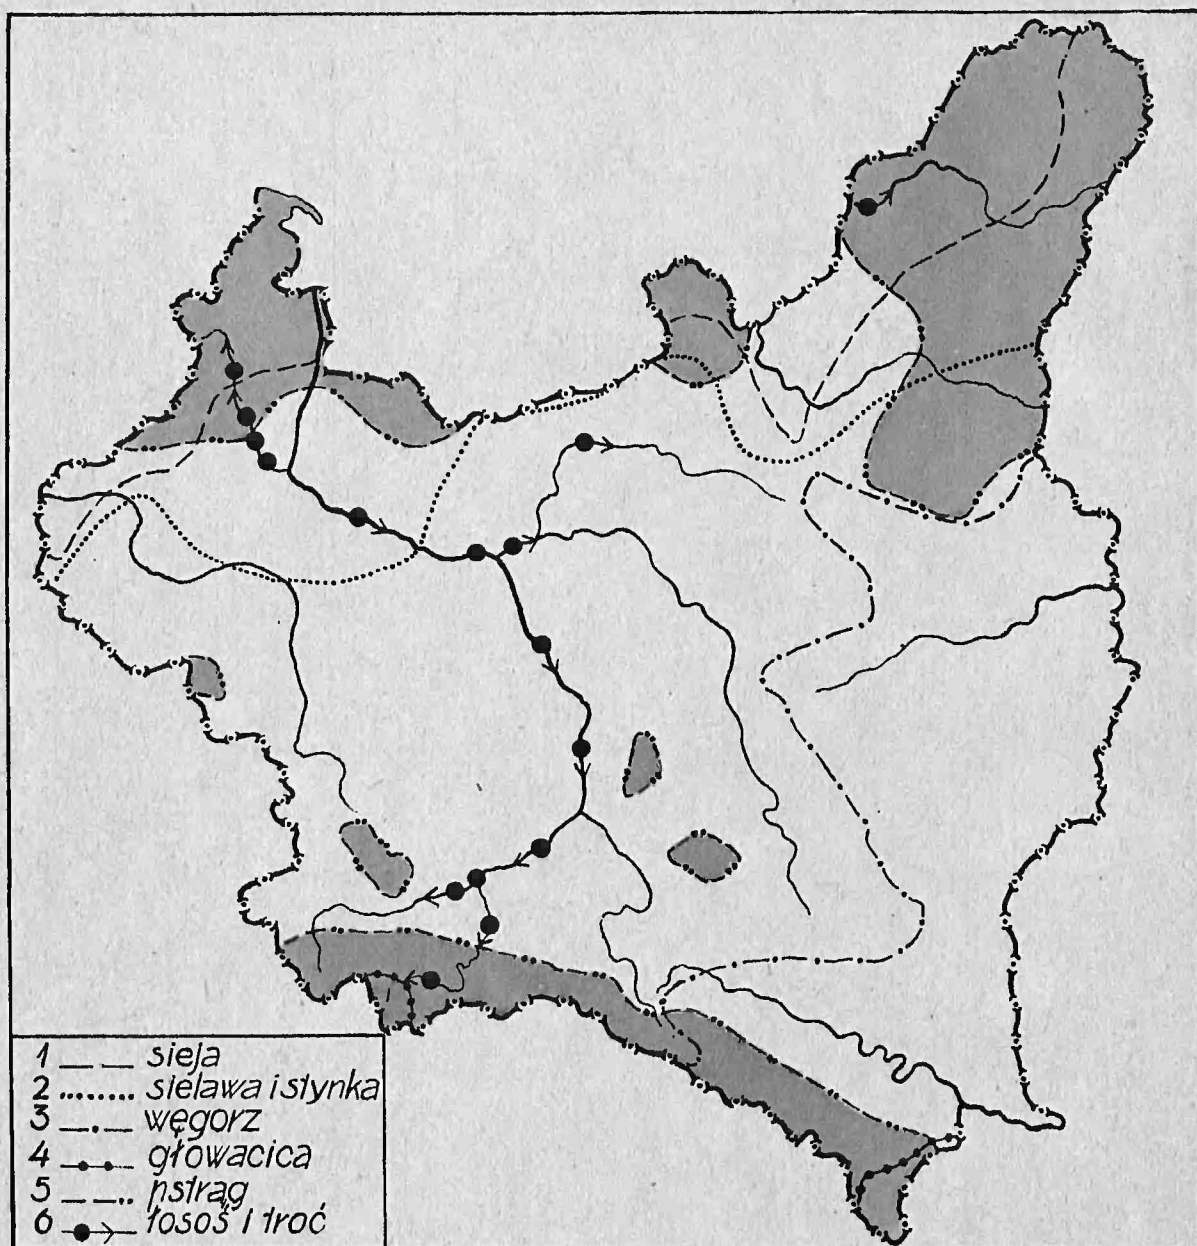 1 sieja
2 sielawa i stynka
3 węgorz
4 głowacica
5 pstrąg
6 łosoś i troć